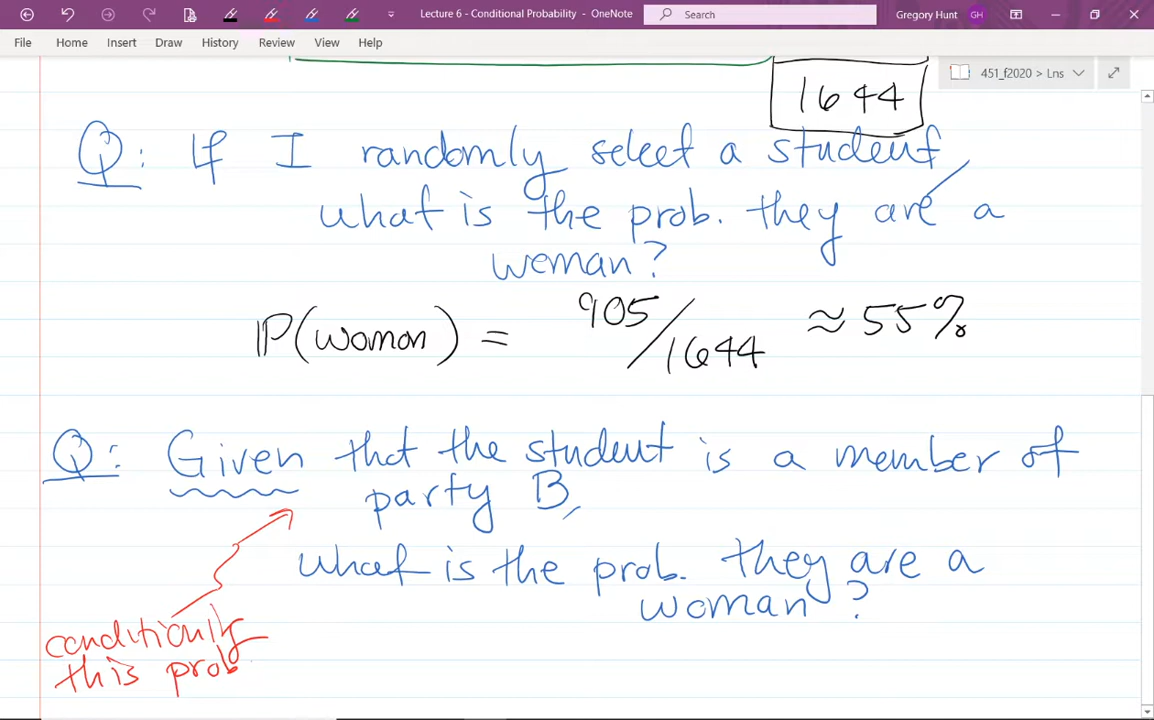 Lecture 6 - Conditional Probability - OneNote
Search
Gregory Hunt
GH
File Home Insert Draw History Review View Help
451_f2020 > Lns
1644
Q: If I randomly select a student,
what is the prob. they are a
woman?
P(woman) = 905/1644 ≈ 55%
Q: Given that the student is a member of
party B,
what is the prob. they are a
woman?
conditionlly
this prob